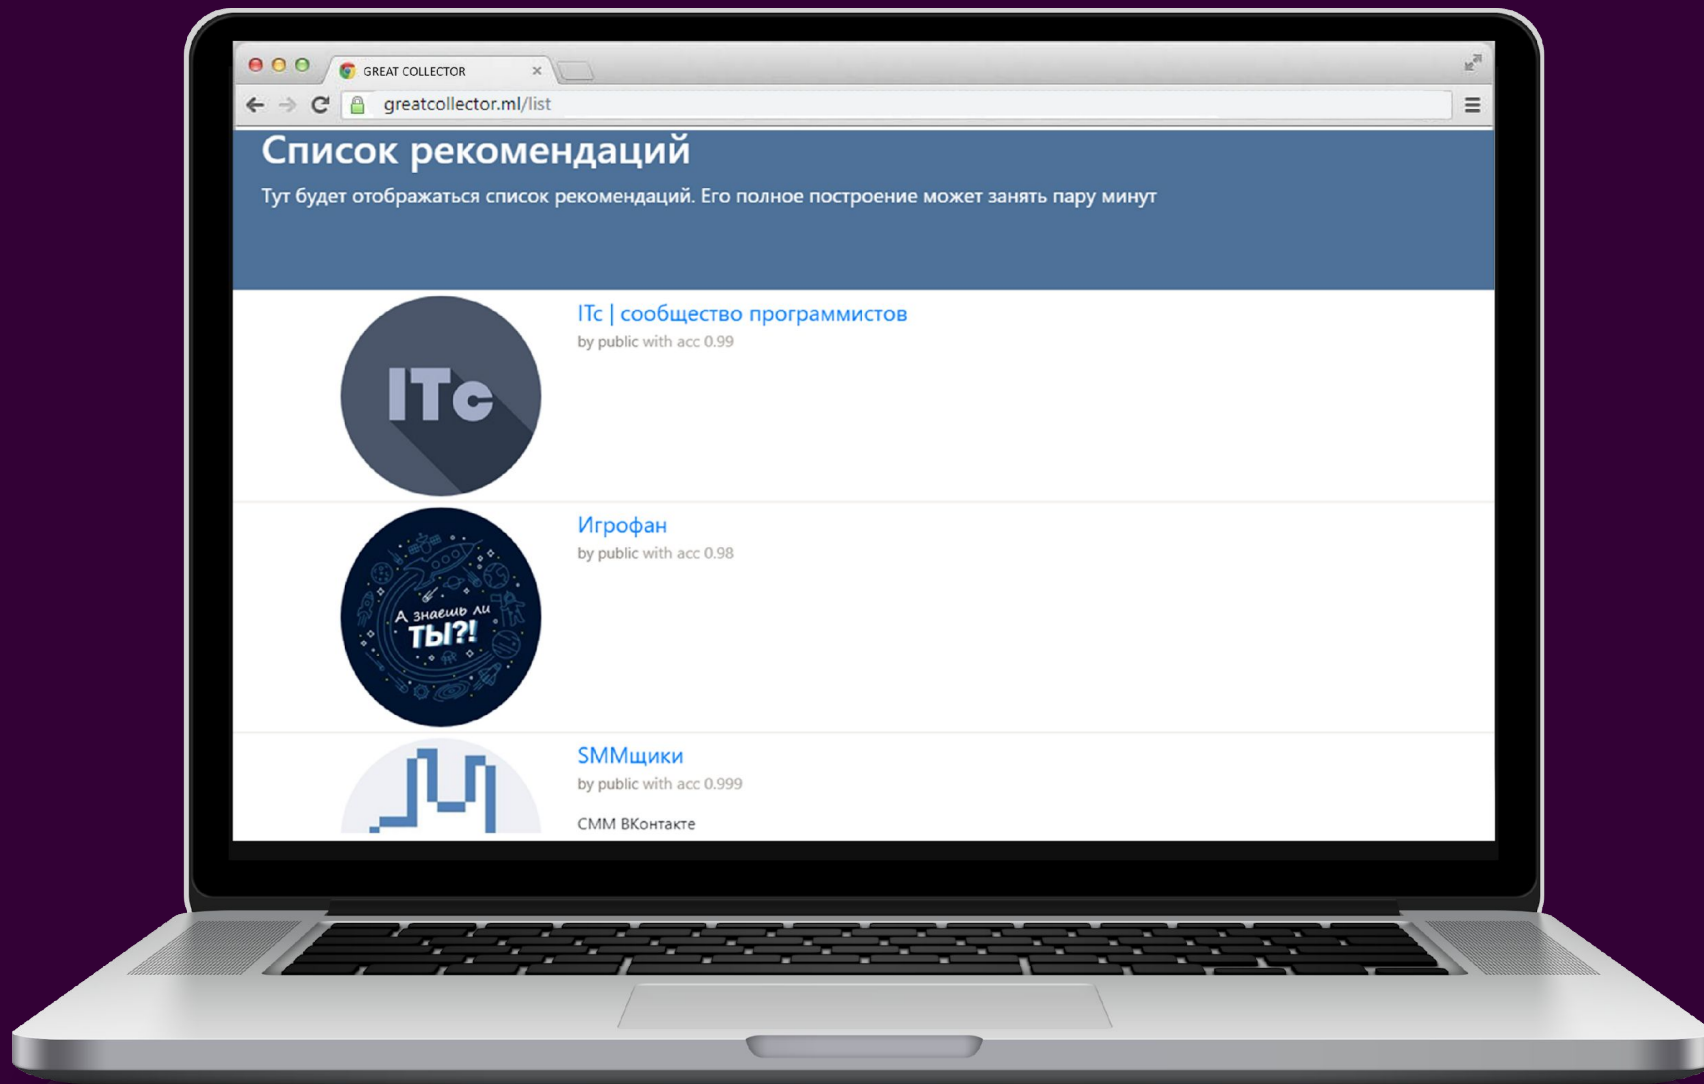 GREAT COLLECTOR
greatcollector.ml/list
Список рекомендаций
Тут будет отображаться список рекомендаций. Его полное построение может занять пару минут
ITc | сообщество программистов
by public with acc 0.99
ITc
Игрофан
by public with acc 0.98
А знаешь ли
ТЫ?!
SMMщики
by public with acc 0.999
СММ ВКонтакте